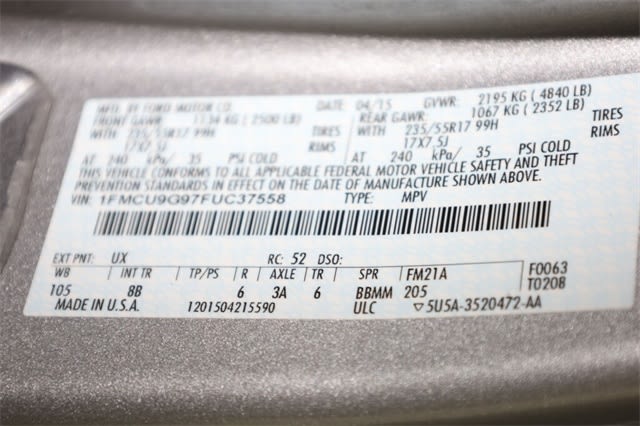 MFD. BY FORD MOTOR CO. DATE: 04/15 GVWR: 2195 KG ( 4840 LB)
FRONT GAWR: 1134 KG ( 2500 LB) REAR GAWR: 1067 KG ( 2352 LB)
WITH 235/55R17 99H TIRES WITH 235/55R17 99H TIRES
17X7.5J RIMS 17X7.5J RIMS
AT 240 kPa/ 35 PSI COLD AT 240 kPa/ 35 PSI COLD
THIS VEHICLE CONFORMS TO ALL APPLICABLE FEDERAL MOTOR VEHICLE SAFETY AND THEFT
PREVENTION STANDARDS IN EFFECT ON THE DATE OF MANUFACTURE SHOWN ABOVE.
VIN: 1FMCU9G97FUC37558 TYPE: MPV
EXT PNT: UX RC: 52 DSO:
WB INT TR TP/PS R AXLE TR SPR FM21A F0063
105 8B 6 3A 6 BBMM 205 T0208
MADE IN U.S.A. 1201504215590 ULC ▽5U5A-3520472-AA